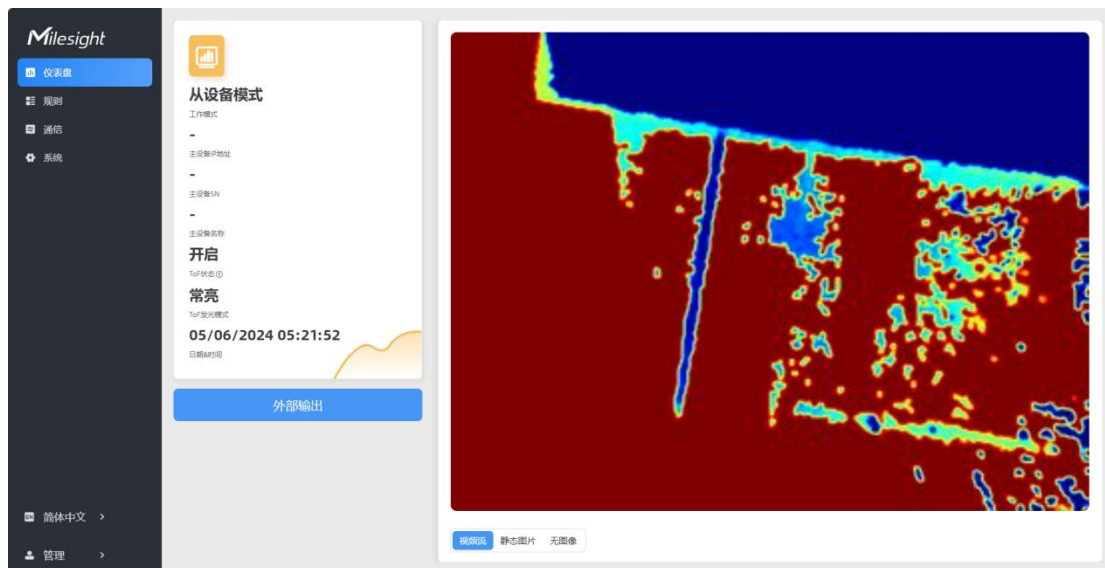 Milesight
仪表盘
规则
通信
系统
简体中文
管理
从设备模式
工作模式
-
主设备IP地址
-
主设备SN
-
主设备名称
开启
ToF状态
常亮
ToF发光模式
05/06/2024 05:21:52
日期&时间
外部输出
视频流 静态图片 无图像